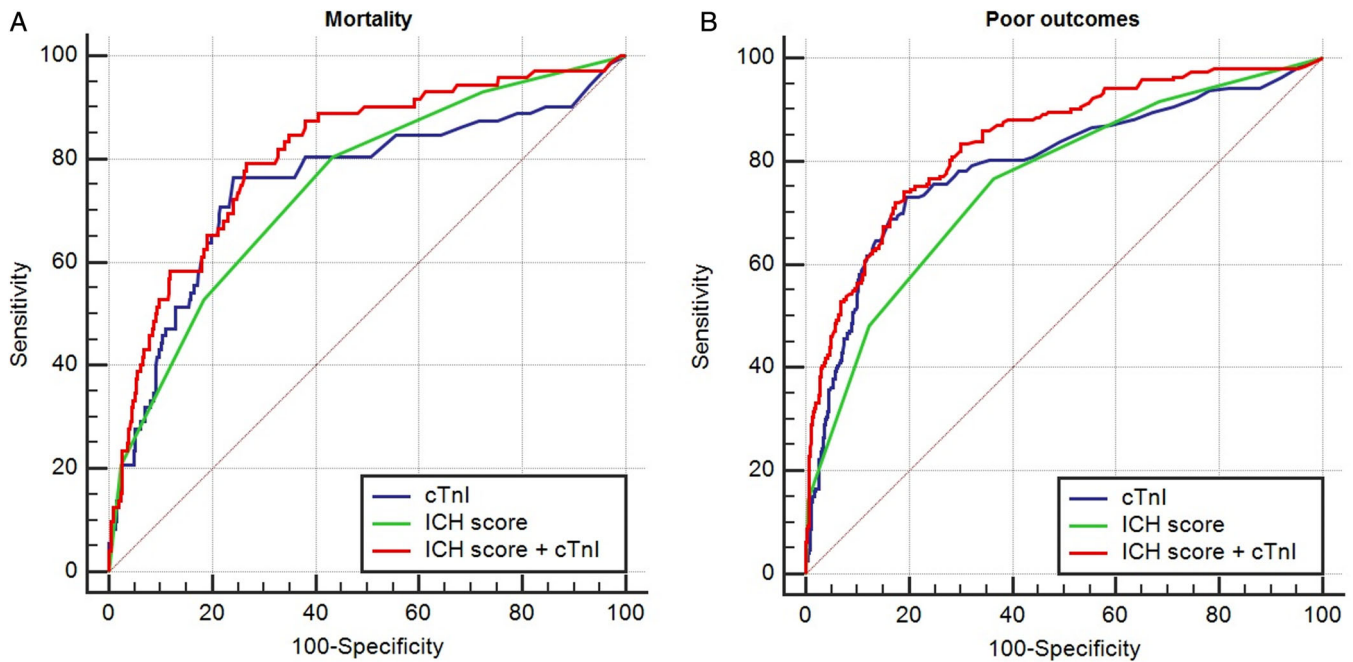 A
Mortality
100
80
60
40
20
0
Sensitivity
0 20 40 60 80 100
100-Specificity
cTnI
ICH score
ICH score + cTnI
B
Poor outcomes
100
80
60
40
20
0
Sensitivity
0 20 40 60 80 100
100-Specificity
cTnI
ICH score
ICH score + cTnI